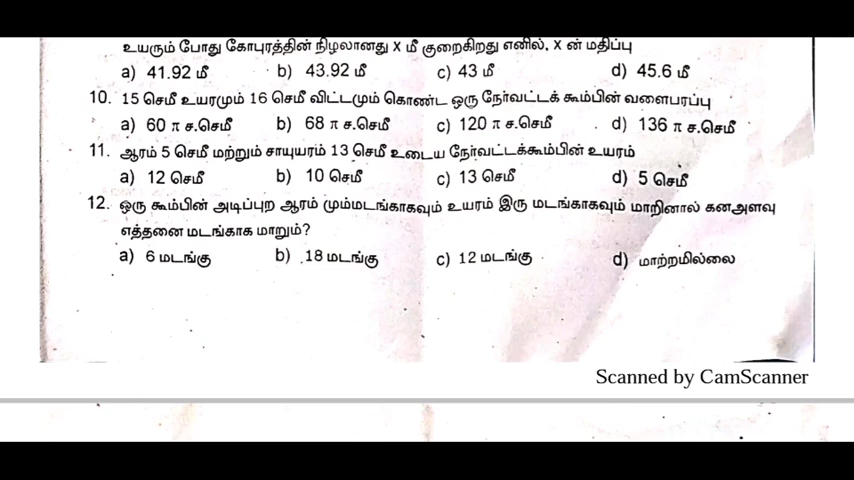 உயரும் போது கோபுரத்தின் நிழலானது x மீ குறைகிறது எனில், x ன் மதிப்பு
a) 41.92 மீ b) 43.92 மீ c) 43 மீ d) 45.6 மீ
10. 15 செமீ உயரமும் 16 செமீ விட்டமும் கொண்ட ஒரு நேர்வட்டக் கூம்பின் வளைபரப்பு
a) 60 π ச.செமீ b) 68 π ச.செமீ c) 120 π ச.செமீ d) 136 π ச.செமீ
11. ஆரம் 5 செமீ மற்றும் சாயுயரம் 13 செமீ உடைய நேர்வட்டக்கூம்பின் உயரம்
a) 12 செமீ b) 10 செமீ c) 13 செமீ d) 5 செமீ
12. ஒரு கூம்பின் அடிப்புற ஆரம் மும்மடங்காகவும் உயரம் இரு மடங்காகவும் மாறினால் கனஅளவு
எத்தனை மடங்காக மாறும்?
a) 6 மடங்கு b) 18 மடங்கு c) 12 மடங்கு d) மாற்றமில்லை
Scanned by CamScanner